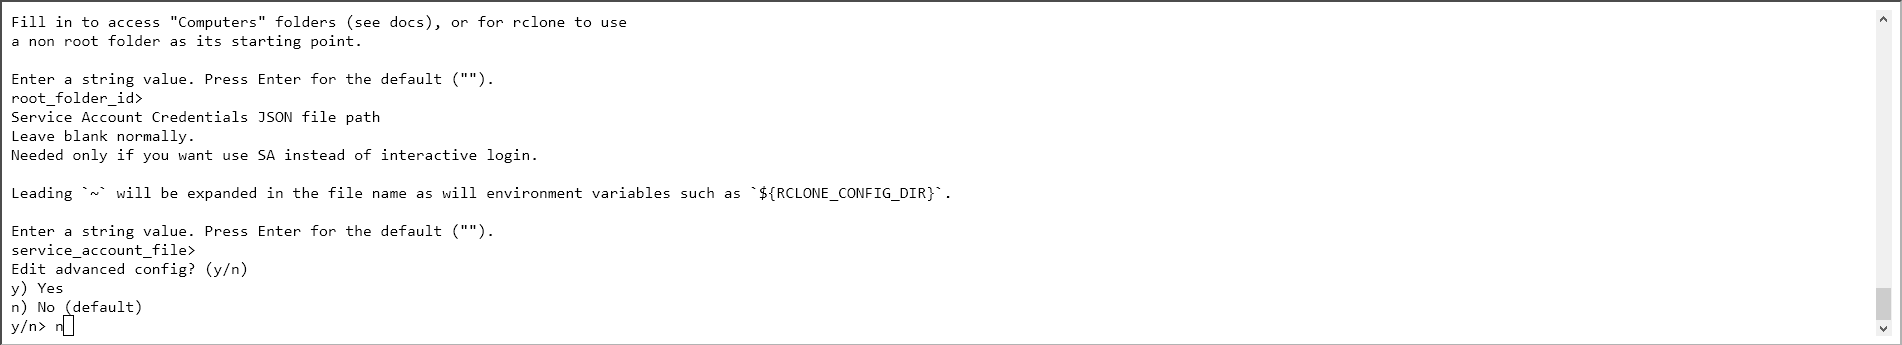 Fill in to access "Computers" folders (see docs), or for rclone to use
a non root folder as its starting point.
Enter a string value. Press Enter for the default ("").
root_folder_id>
Service Account Credentials JSON file path
Leave blank normally.
Needed only if you want use SA instead of interactive login.
Leading `~` will be expanded in the file name as will environment variables such as `${RCLONE_CONFIG_DIR}`.
Enter a string value. Press Enter for the default ("").
service_account_file>
Edit advanced config? (y/n)
y) Yes
n) No (default)
y/n> n